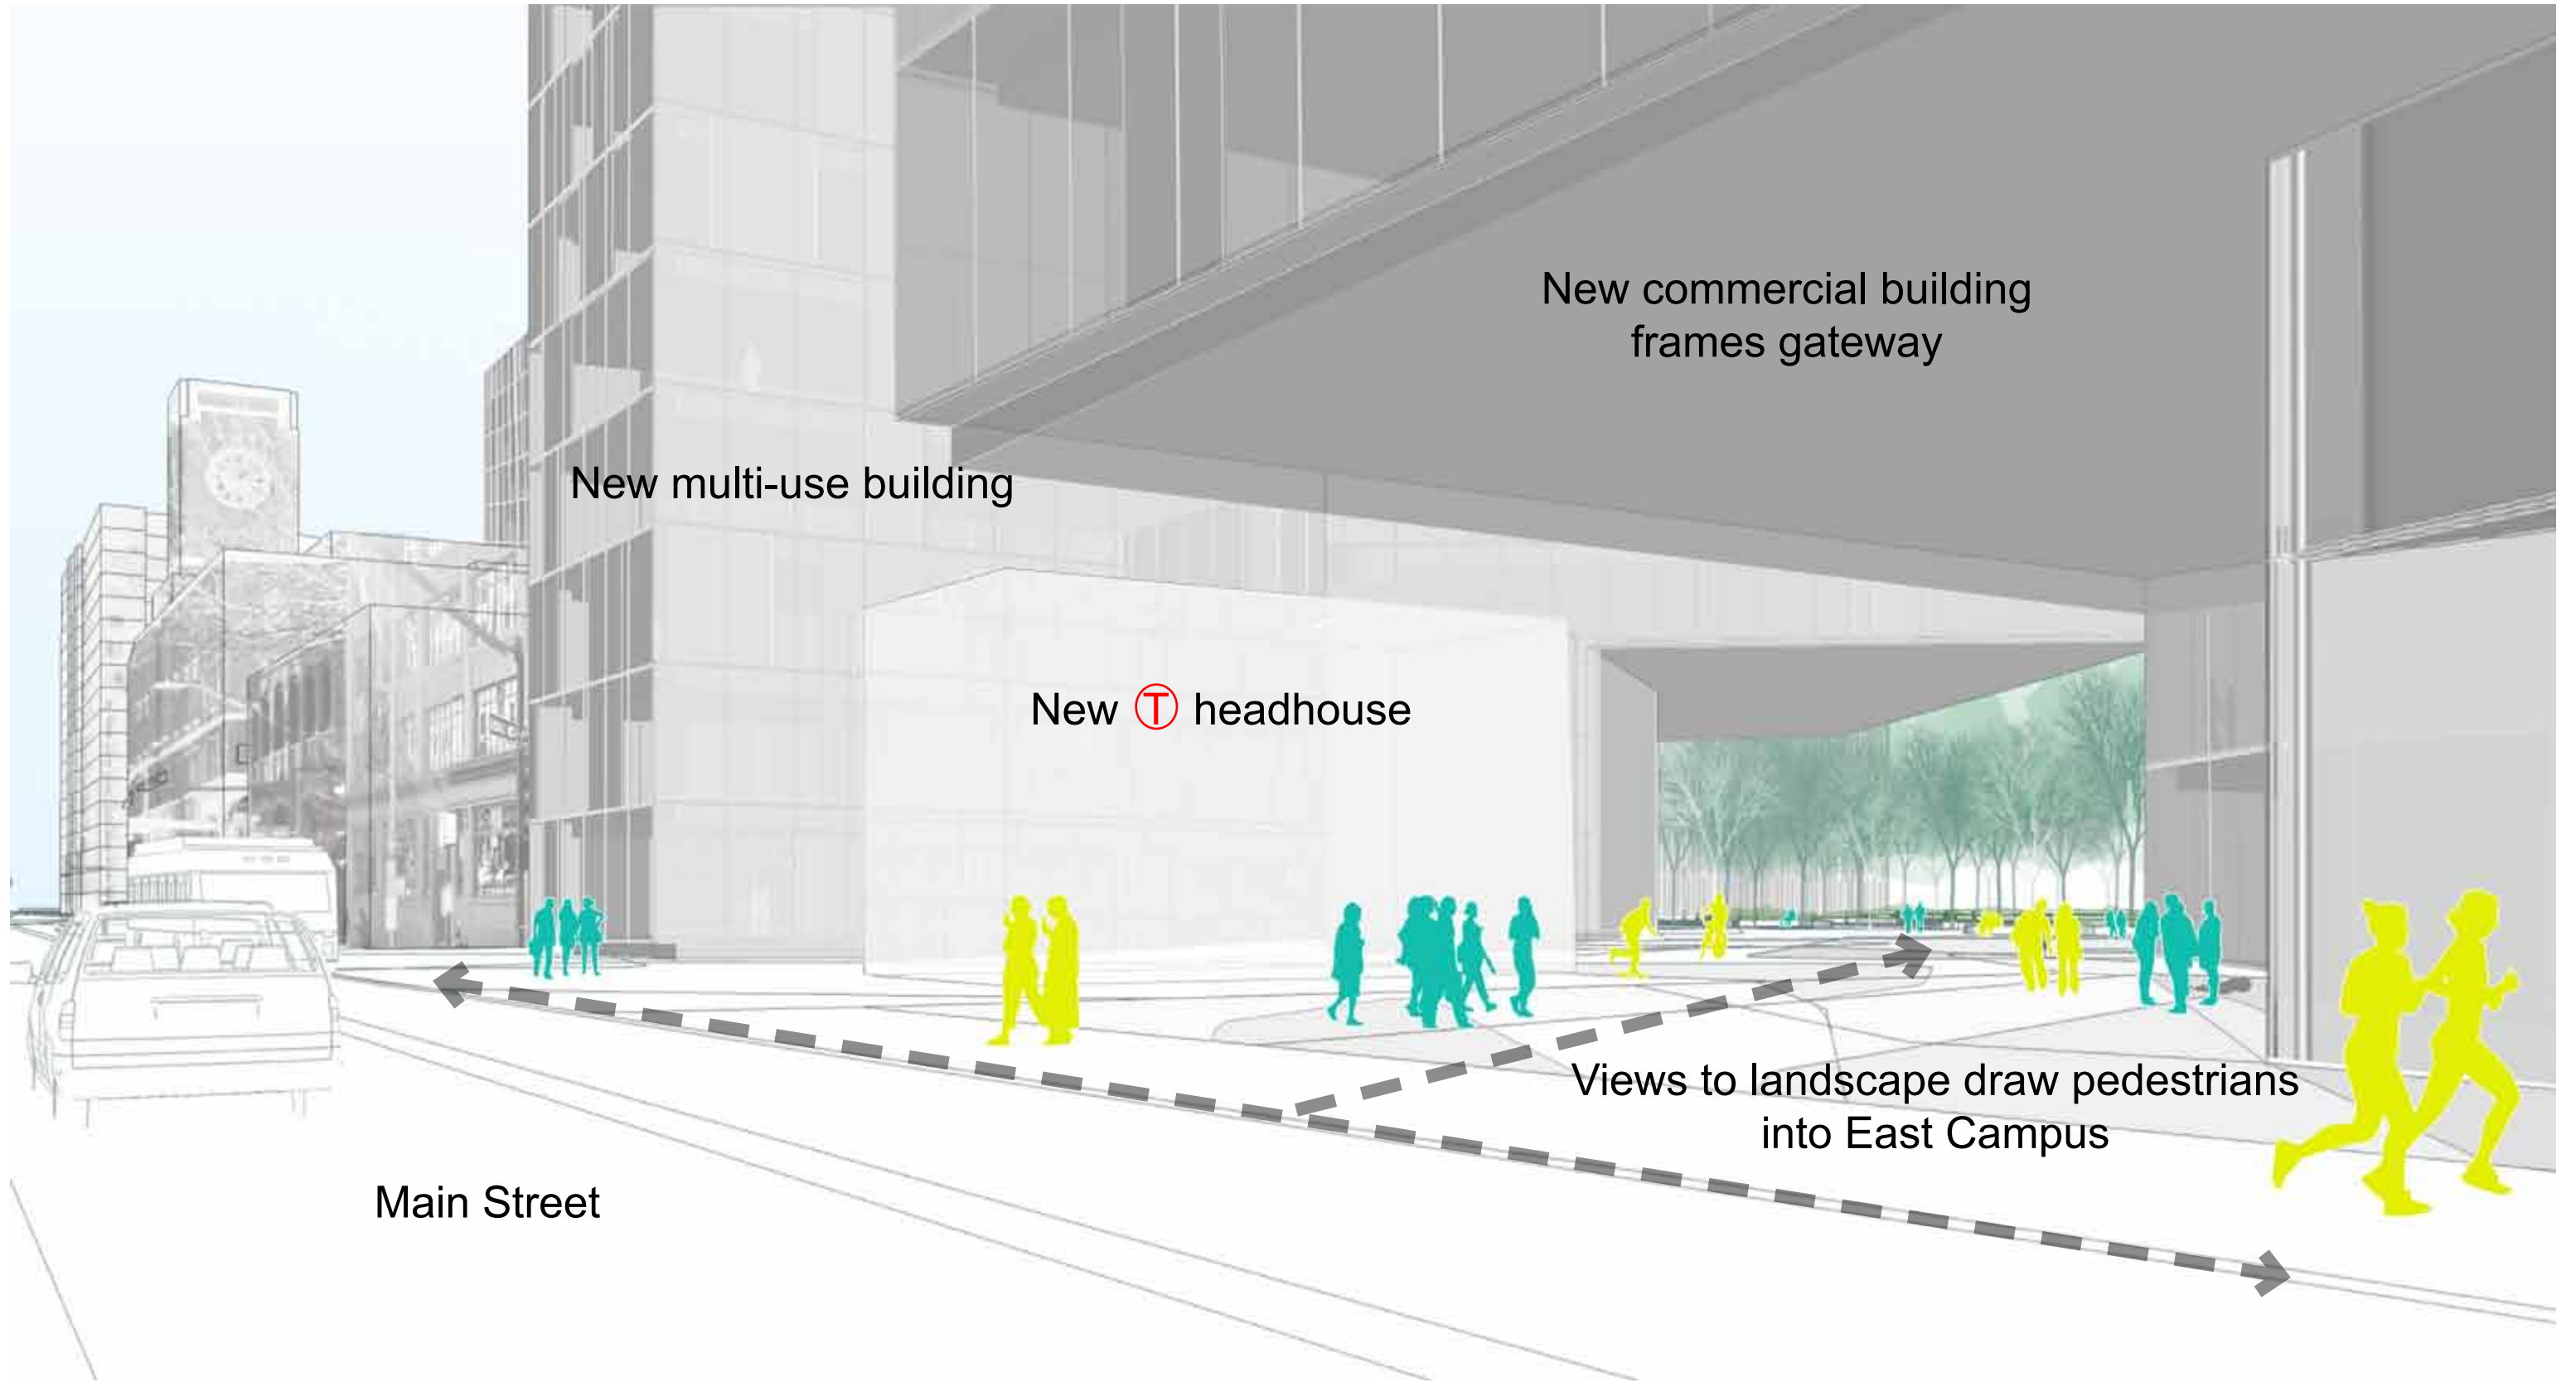 New commercial building
frames gateway
New multi-use building
New Ⓣ headhouse
Views to landscape draw pedestrians
into East Campus
Main Street